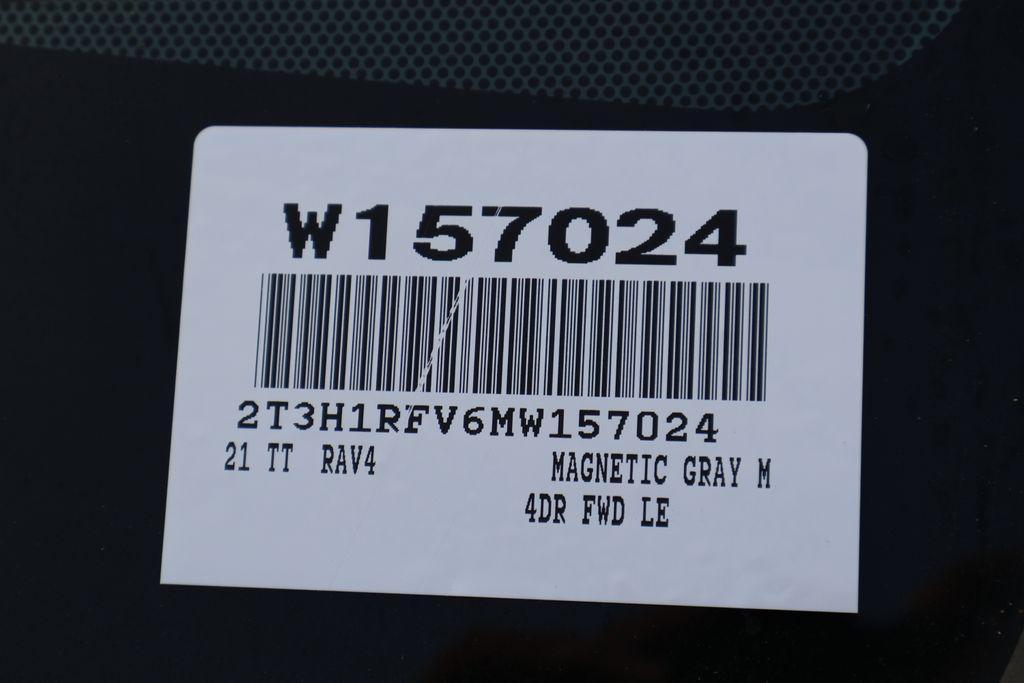 W157024
2T3H1RFV6MW157024
21 TT RAV4 MAGNETIC GRAY M
4DR FWD LE